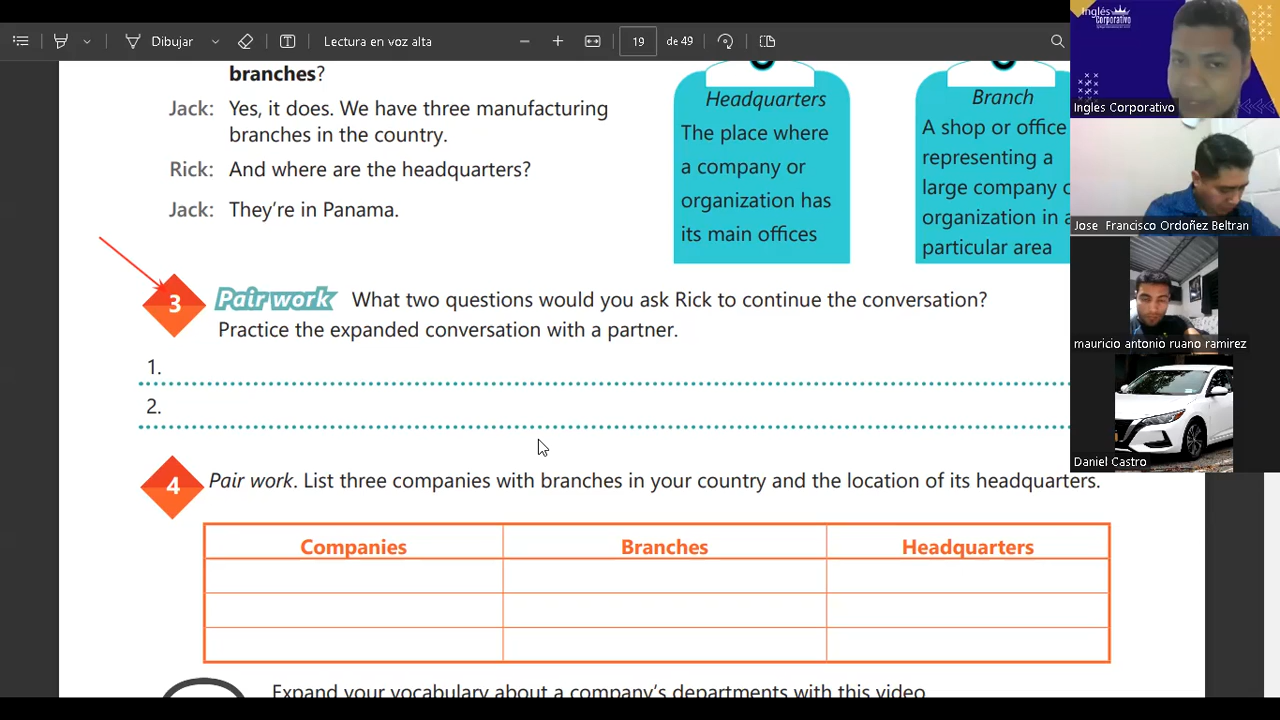 Dibujar
Lectura en voz alta
19
de 49
branches?
Jack: Yes, it does. We have three manufacturing
branches in the country.
Rick: And where are the headquarters?
Jack: They're in Panama.
Headquarters
The place where
a company or
organization has
its main offices
Branch
A shop or office
representing a
large company
organization in
particular area
3
Pair work What two questions would you ask Rick to continue the conversation?
Practice the expanded conversation with a partner.
1.
2.
4
Pair work. List three companies with branches in your country and the location of its headquarters.
Companies Branches Headquarters
Expand your vocabulary about a company's departments with this video
Inglés
Corporativo
Ingles Corporativo
Jose Francisco Ordoñez Beltran
mauricio antonio ruano ramirez
Daniel Castro